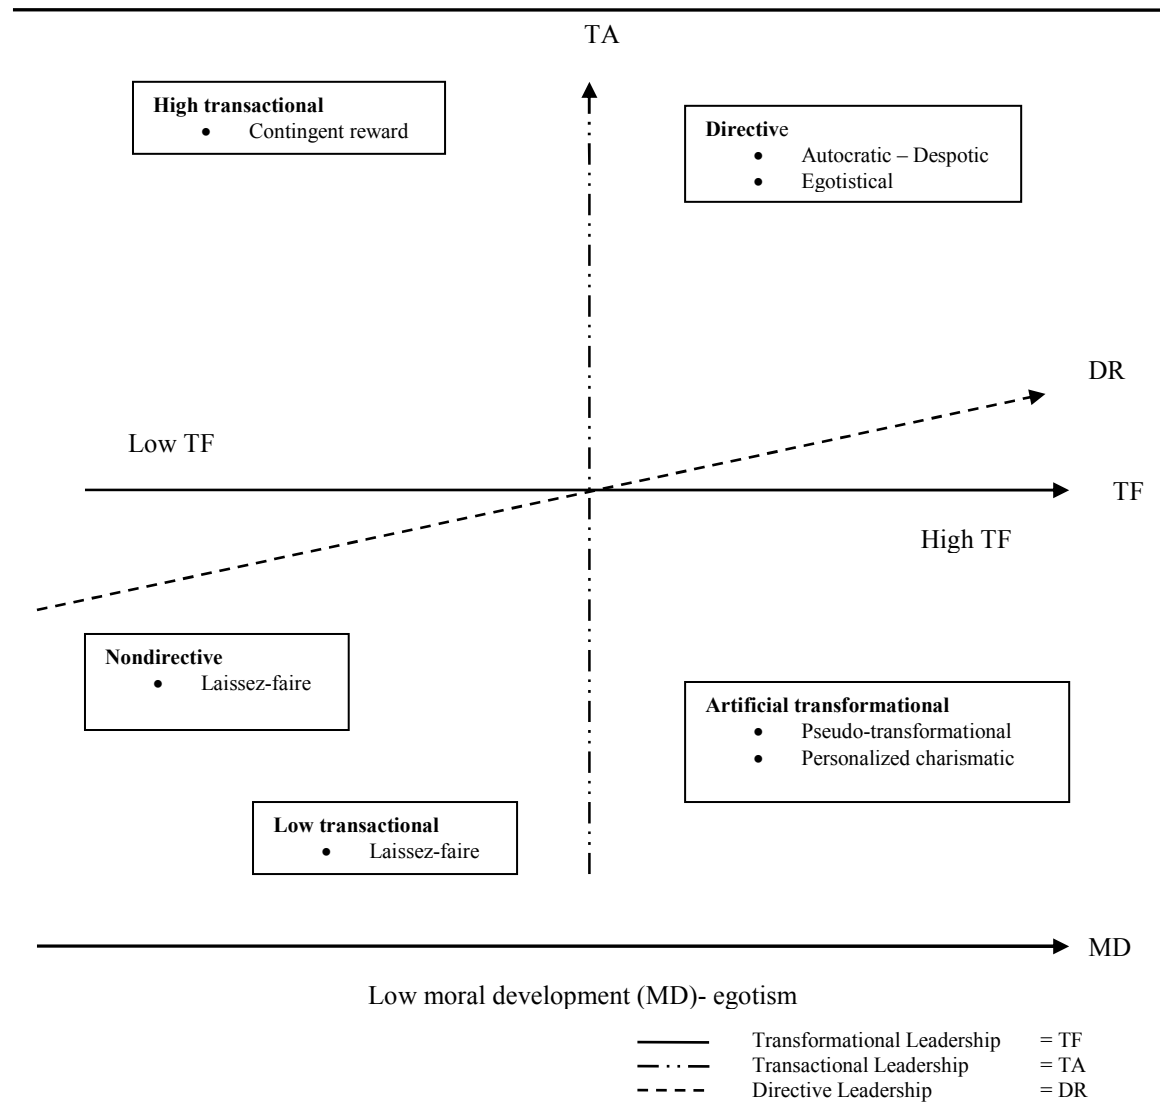 TA
High transactional
• Contingent reward
Directive
• Autocratic – Despotic
• Egotistical
DR
Low TF
TF
High TF
Nondirective
• Laissez-faire
Artificial transformational
• Pseudo-transformational
• Personalized charismatic
Low transactional
• Laissez-faire
MD
Low moral development (MD)- egotism
Transformational Leadership = TF
Transactional Leadership = TA
Directive Leadership = DR